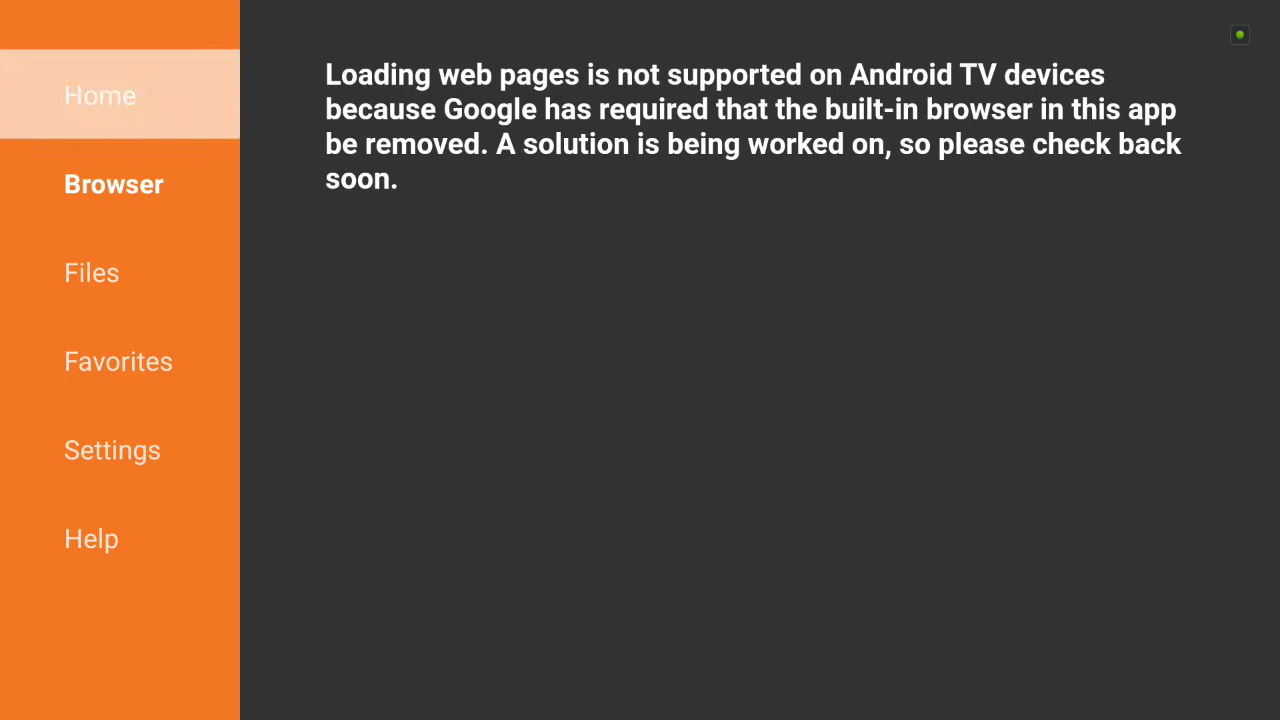 Home
Browser
Files
Favorites
Settings
Help
Loading web pages is not supported on Android TV devices
because Google has required that the built-in browser in this app
be removed. A solution is being worked on, so please check back
soon.